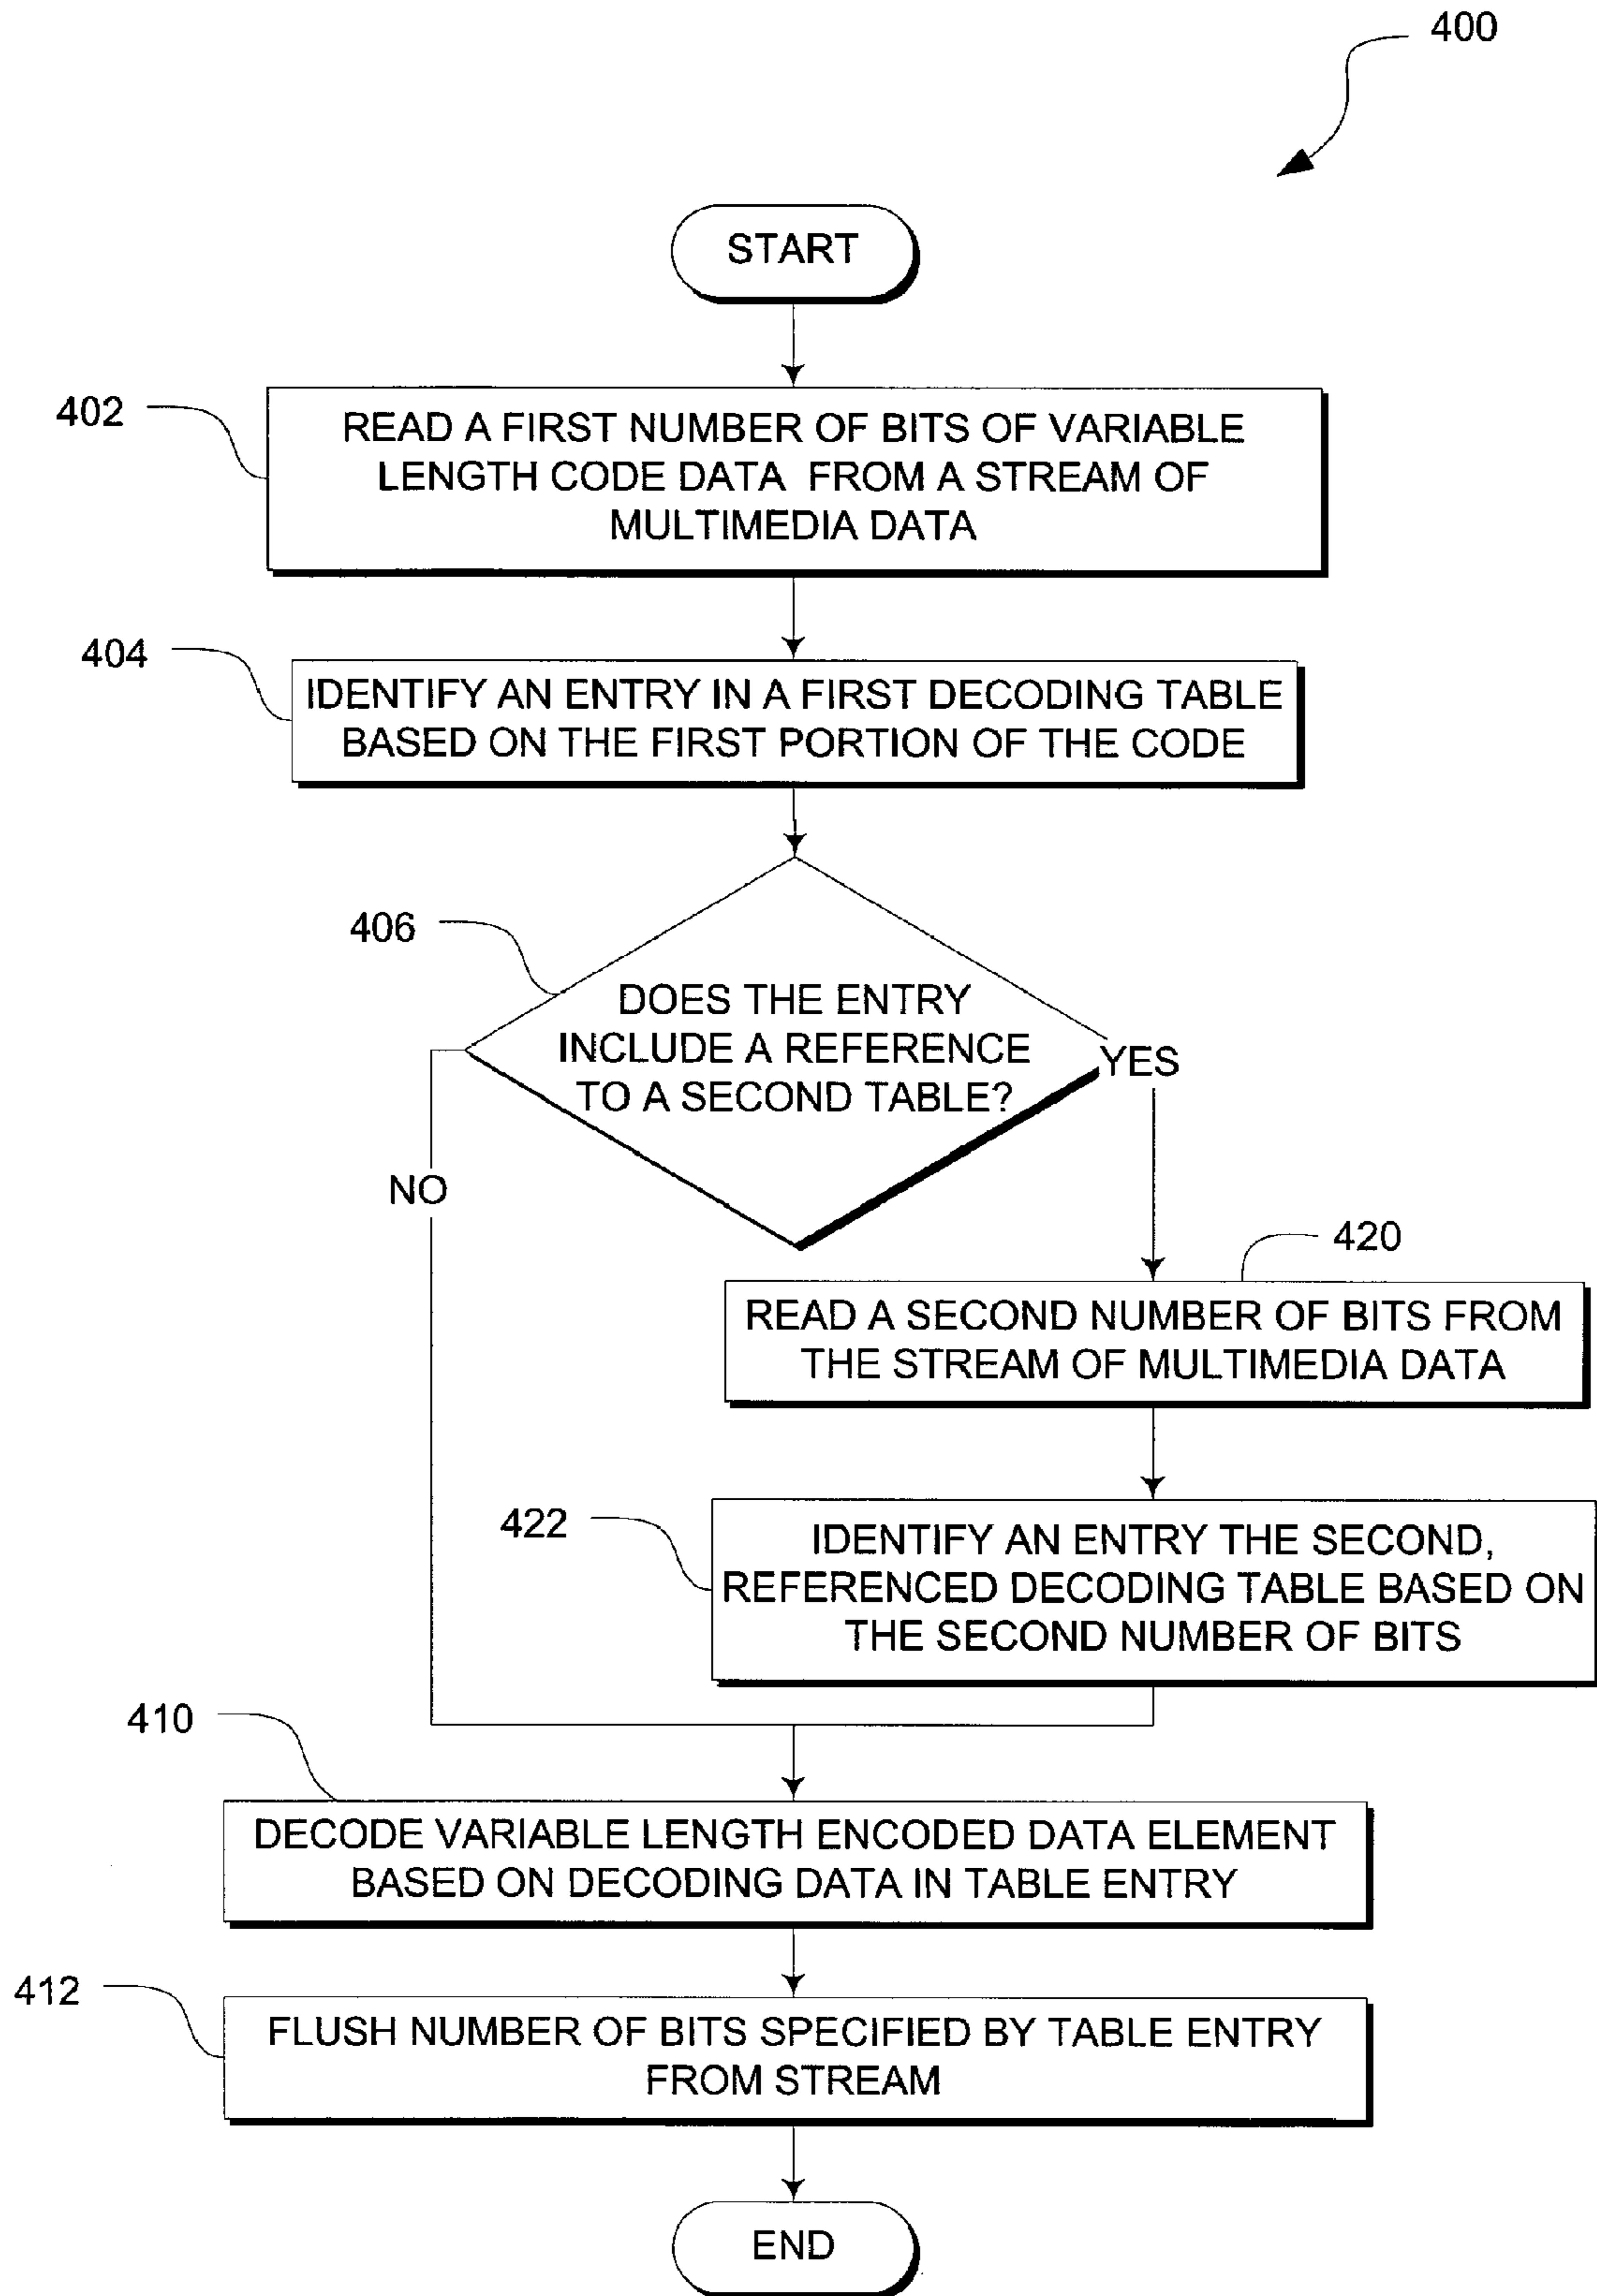 400
START
402
READ A FIRST NUMBER OF BITS OF VARIABLE
LENGTH CODE DATA FROM A STREAM OF
MULTIMEDIA DATA
404
IDENTIFY AN ENTRY IN A FIRST DECODING TABLE
BASED ON THE FIRST PORTION OF THE CODE
406
DOES THE ENTRY
INCLUDE A REFERENCE
TO A SECOND TABLE?
YES
NO
420
READ A SECOND NUMBER OF BITS FROM
THE STREAM OF MULTIMEDIA DATA
422
IDENTIFY AN ENTRY THE SECOND,
REFERENCED DECODING TABLE BASED ON
THE SECOND NUMBER OF BITS
410
DECODE VARIABLE LENGTH ENCODED DATA ELEMENT
BASED ON DECODING DATA IN TABLE ENTRY
412
FLUSH NUMBER OF BITS SPECIFIED BY TABLE ENTRY
FROM STREAM
END